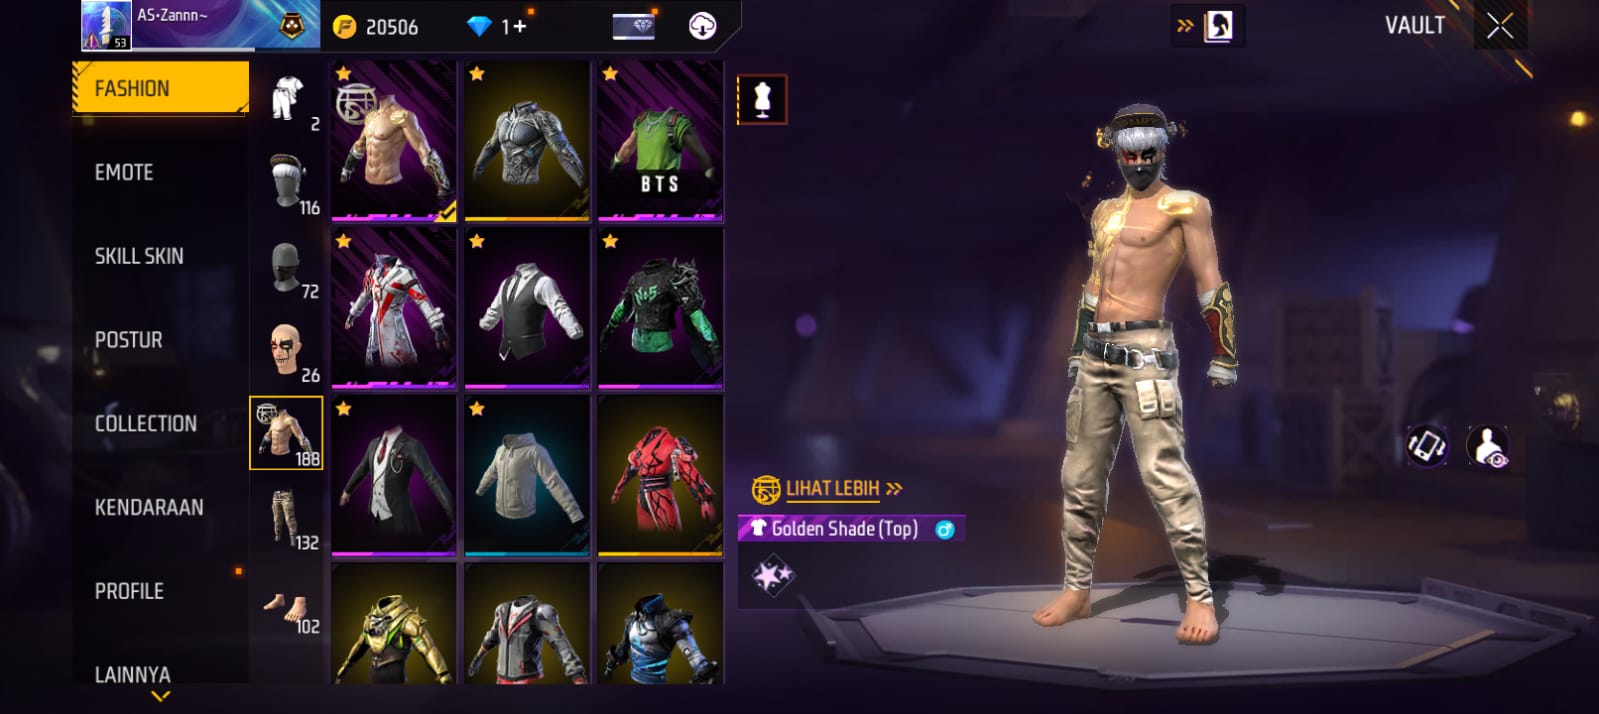 AS•Zannn~
53
20506
1+
VAULT
FASHION
EMOTE
SKILL SKIN
POSTUR
COLLECTION
KENDARAAN
PROFILE
LAINNYA
2
116
72
26
188
132
102
BTS
N5
LIHAT LEBIH >>
Golden Shade (Top)